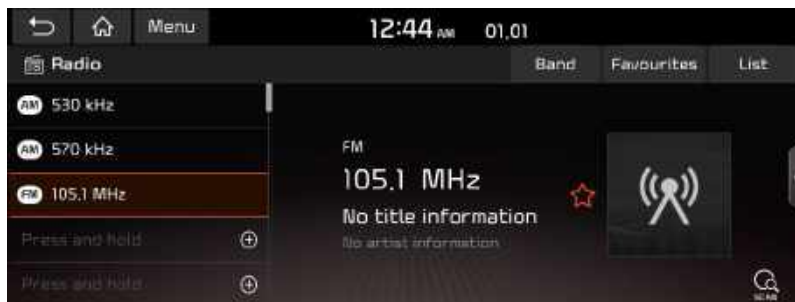 Menu 12:44 AM 01.01
Radio Band Favourites List
AM 530 kHz
AM 570 kHz
FM 105.1 MHz
Press and hold
Press and hold
FM
105.1 MHz
No title information
No artist information
SCAN